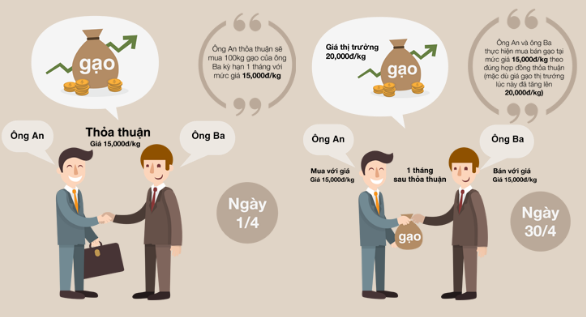 gạo
Ông An thỏa thuận sẽ
mua 100kg gạo của ông
Ba kỳ hạn 1 tháng với
mức giá 15,000đ/kg
Ông An
Thỏa thuận
Giá 15,000đ/kg
Ông Ba
Ngày
1/4
Giá thị trường
20,000đ/kg
gạo
Ông An và ông Ba
thực hiện mua bán gạo tại
mức giá 15,000đ/kg theo
đúng hợp đồng thỏa thuận
(mặc dù giá gạo thị trường
lúc này đã tăng lên
20,000đ/kg)
Ông An
Ông Ba
Mua với giá
Giá 15,000đ/kg
1 tháng
sau thỏa thuận
Bán với giá
Giá 15,000đ/kg
gạo
Ngày
30/4